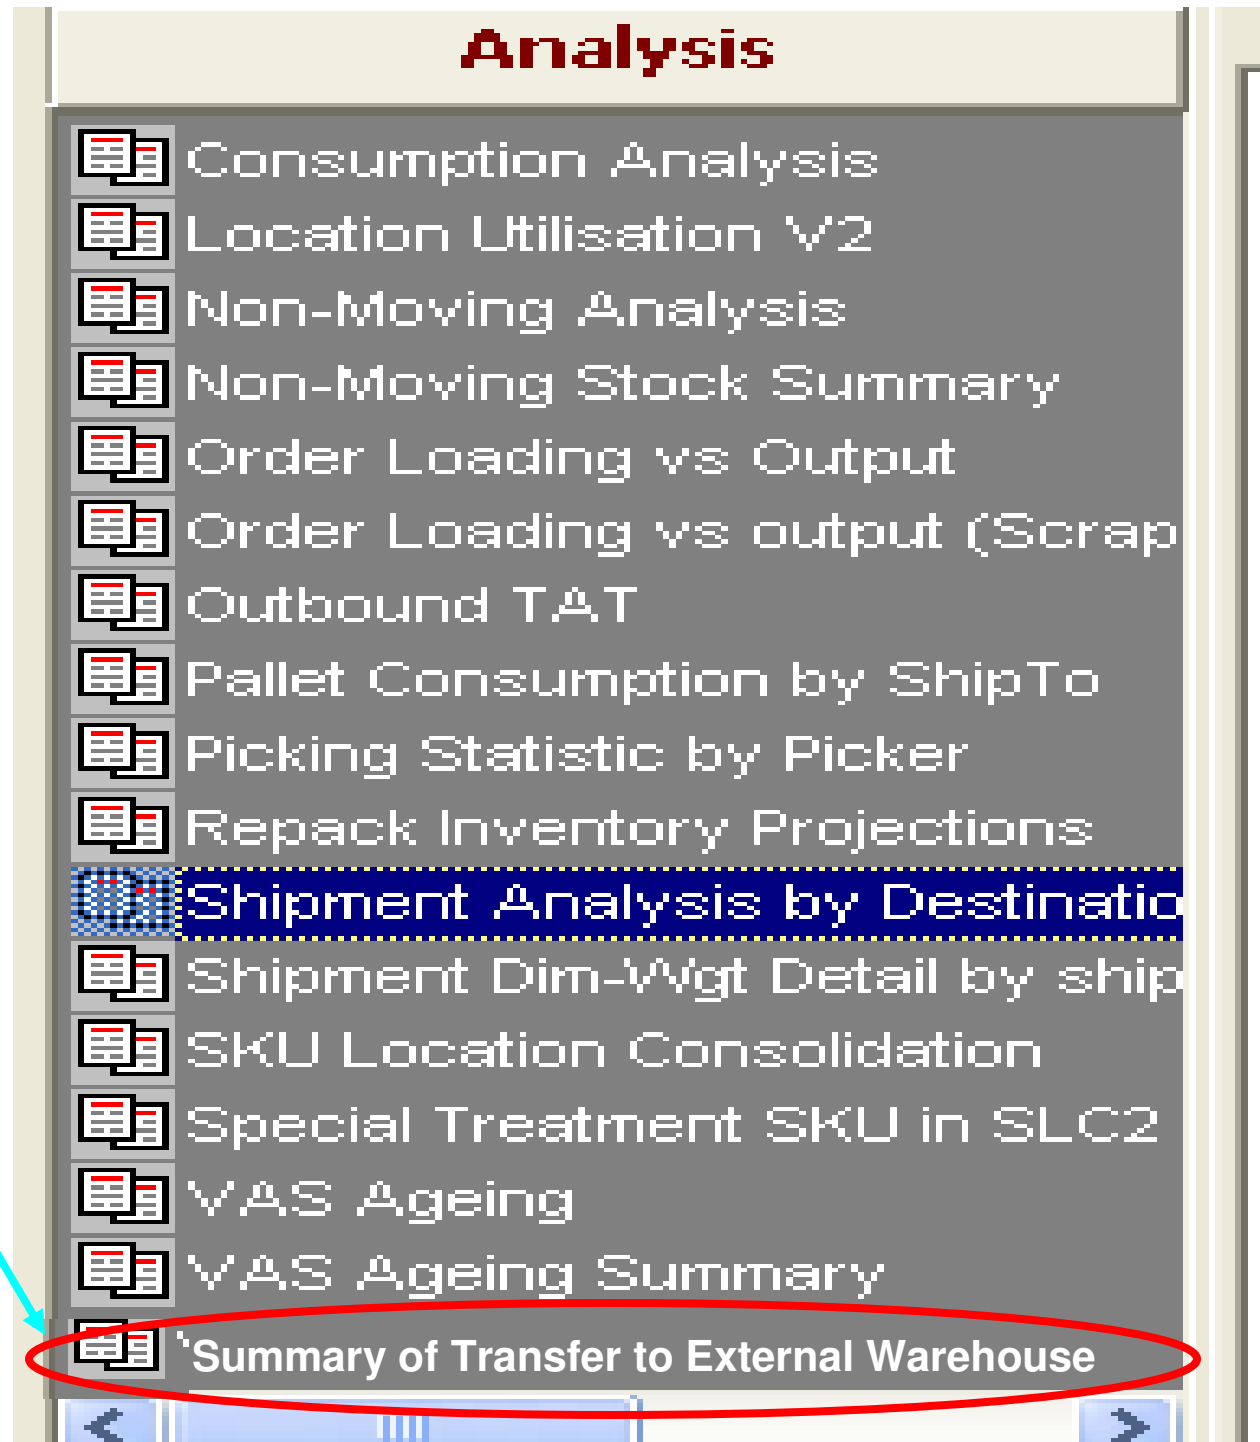 Analysis
Consumption Analysis
Location Utilisation V2
Non-Moving Analysis
Non-Moving Stock Summary
Order Loading vs Output
Order Loading vs output (Scrap
Outbound TAT
Pallet Consumption by ShipTo
Picking Statistic by Picker
Repack Inventory Projections
Shipment Analysis by Destinatio
Shipment Dim-Wgt Detail by ship
SKU Location Consolidation
Special Treatment SKU in SLC2
VAS Ageing
VAS Ageing Summary
Summary of Transfer to External Warehouse